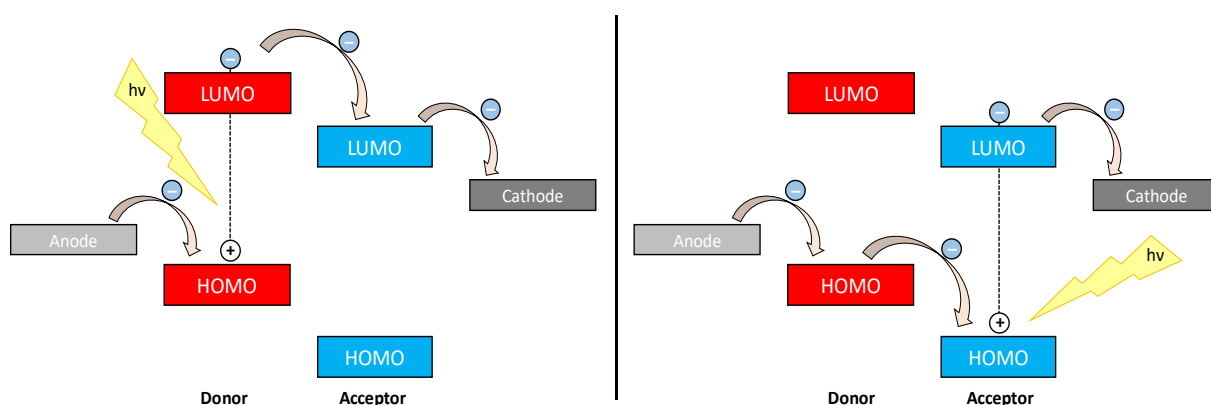 hν
LUMO
LUMO
Cathode
Anode
HOMO
HOMO
Donor Acceptor
LUMO
LUMO
Cathode
Anode
hν
HOMO
HOMO
Donor Acceptor